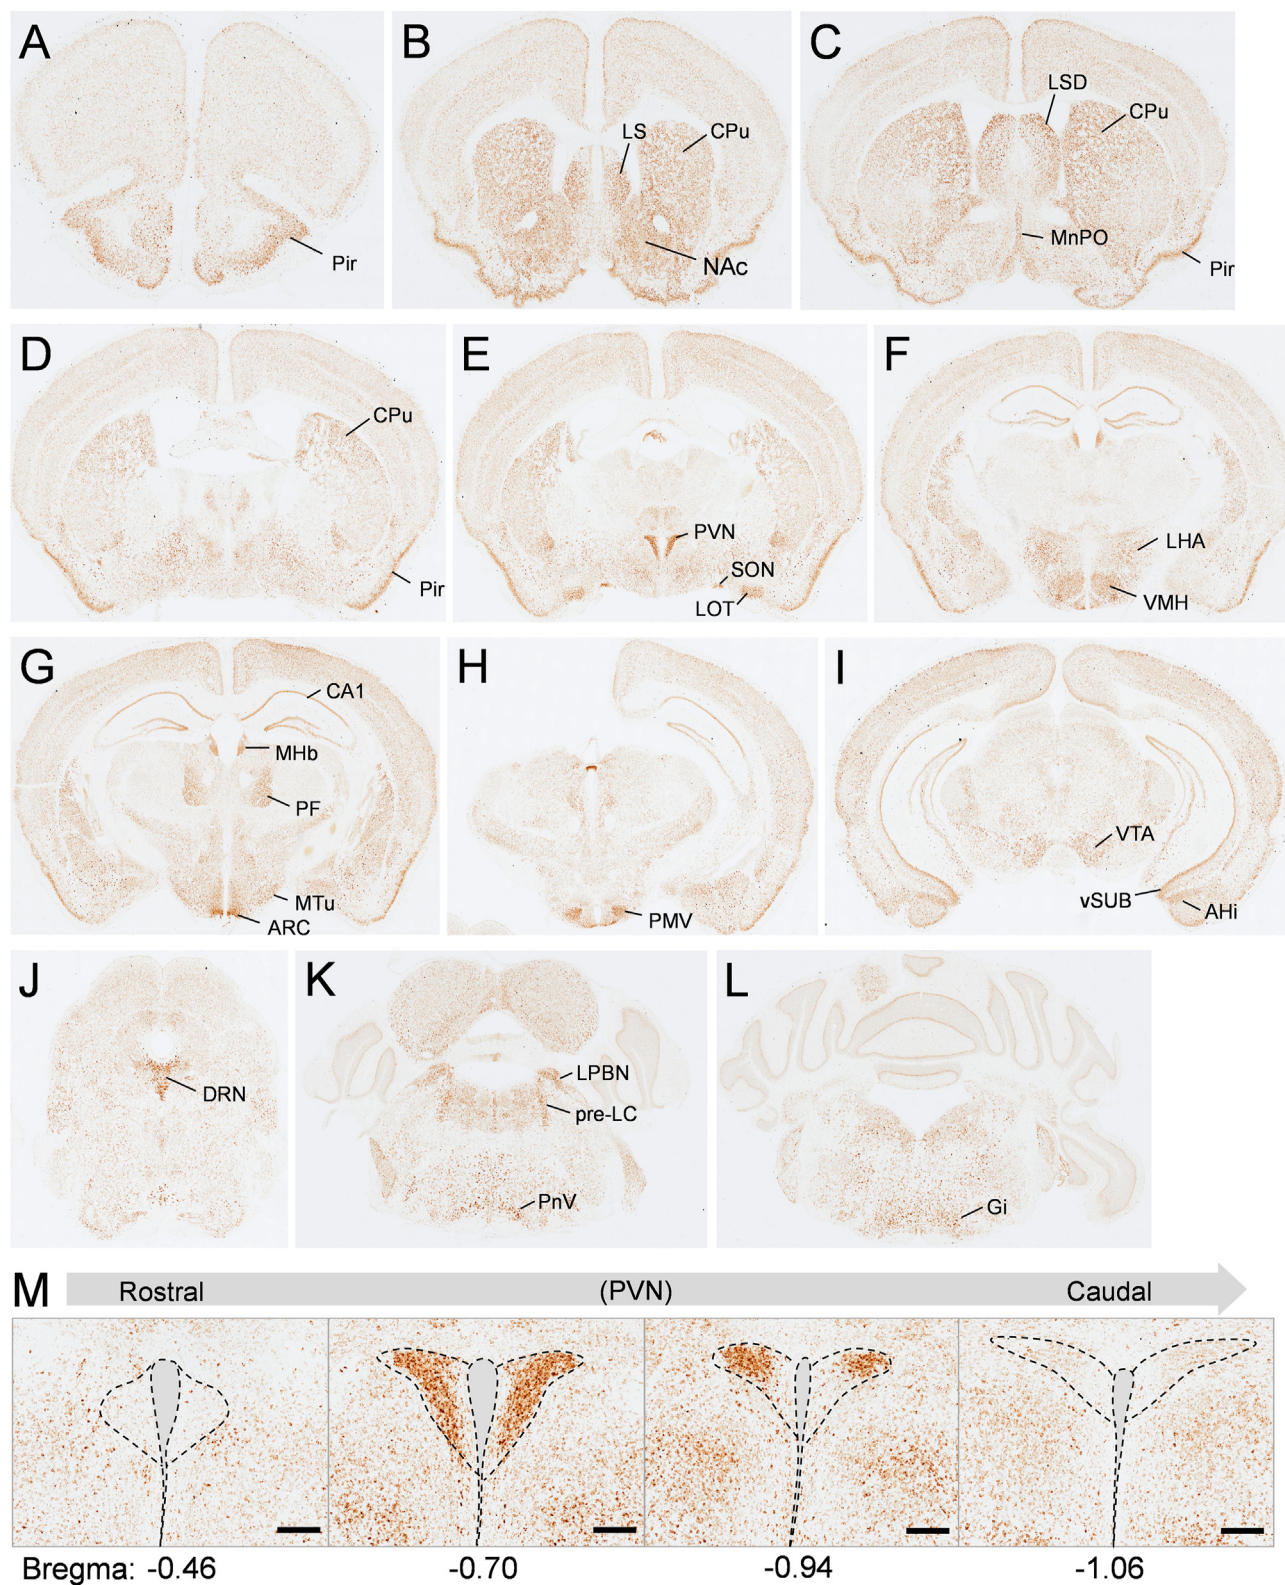 A
Pir
B
LS
CPu
NAc
C
LSD
CPu
MnPO
Pir
D
CPu
Pir
E
PVN
SON
LOT
F
LHA
VMH
G
CA1
MHb
PF
MTu
ARC
H
PMV
I
VTA
vSUB
AHi
J
DRN
K
LPBN
pre-LC
PnV
L
Gi
M
Rostral (PVN) Caudal
Bregma: -0.46 -0.70 -0.94 -1.06